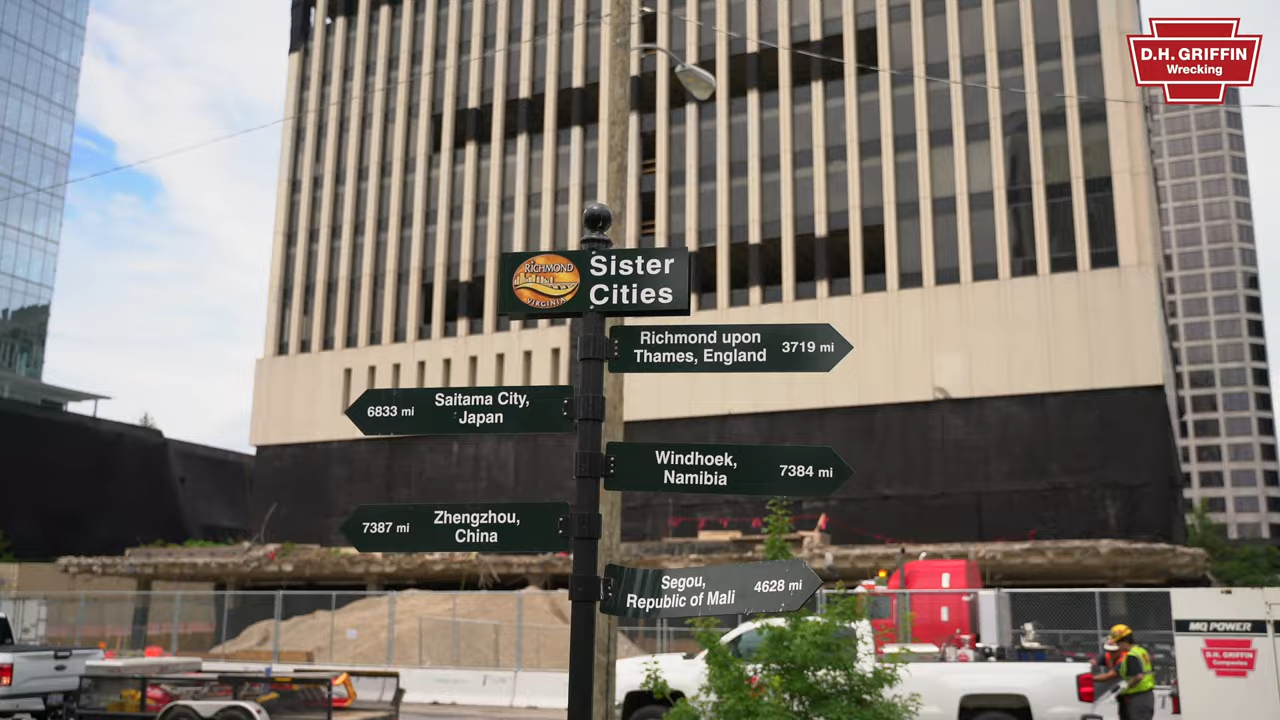 D.H. GRIFFIN
Wrecking
RICHMOND
VIRGINIA
Sister
Cities
Richmond upon
Thames, England
3719 mi
6833 mi
Saitama City,
Japan
Windhoek,
Namibia
7384 mi
7387 mi
Zhengzhou,
China
Segou,
Republic of Mali
4628 mi
MQ POWER
D.H. GRIFFIN
Companies